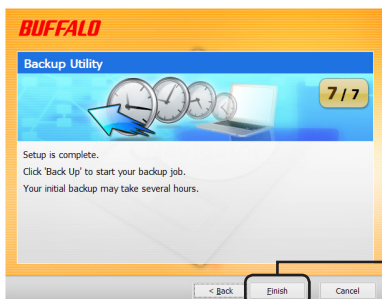 BUFFALO
Backup Utility
7/7
Setup is complete.
Click 'Back Up' to start your backup job.
Your initial backup may take several hours.
< Back
Finish
Cancel